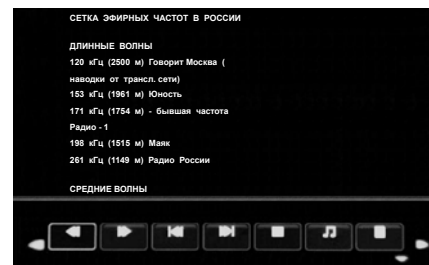 СЕТКА ЭФИРНЫХ ЧАСТОТ В РОССИИ
ДЛИННЫЕ ВОЛНЫ
120 кГц (2500 м) Говорит Москва (
наводки от трансл. сети)
153 кГц (1961 м) Юность
171 кГц (1754 м) - бывшая частота
Радио - 1
198 кГц (1515 м) Маяк
261 кГц (1149 м) Радио России
СРЕДНИЕ ВОЛНЫ